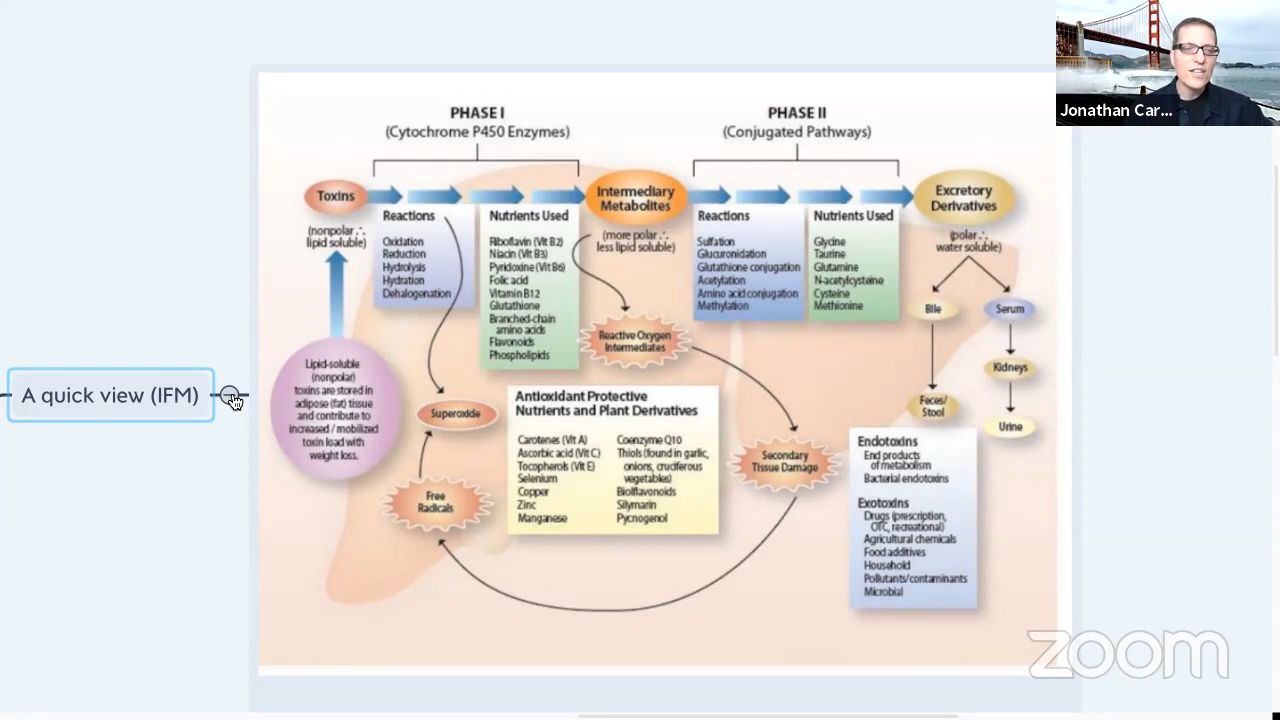 Jonathan Car...
PHASE I
(Cytochrome P450 Enzymes)
PHASE II
(Conjugated Pathways)
Toxins
(nonpolar ∴
lipid soluble)
Reactions
Oxidation
Reduction
Hydrolysis
Hydration
Dehalogenation
Nutrients Used
Riboflavin (Vit B2)
Niacin (Vit B3)
Pyridoxine (Vit B6)
Folic acid
Vitamin B12
Glutathione
Branched-chain
amino acids
Flavonoids
Phospholipids
Intermediary
Metabolites
(more polar ∴
less lipid soluble)
Reactions
Sulfation
Glucuronidation
Glutathione conjugation
Acetylation
Amino acid conjugation
Methylation
Nutrients Used
Glycine
Taurine
Glutamine
N-acetylcysteine
Cysteine
Methionine
Excretory
Derivatives
(polar ∴
water soluble)
Bile
Serum
Kidneys
Feces/
Stool
Urine
Reactive Oxygen
Intermediates
Lipid-soluble
(nonpolar)
toxins are stored in
adipose (fat) tissue
and contribute to
increased / mobilized
toxin load with
weight loss.
A quick view (IFM)
Superoxide
Free
Radicals
Antioxidant Protective
Nutrients and Plant Derivatives
Carotenes (Vit A)
Ascorbic acid (Vit C)
Tocopherols (Vit E)
Selenium
Copper
Zinc
Manganese
Coenzyme Q10
Thiols (found in garlic,
onions, cruciferous
vegetables)
Bioflavonoids
Silymarin
Pycnogenol
Secondary
Tissue Damage
Endotoxins
End products
of metabolism
Bacterial endotoxins
Exotoxins
Drugs (prescription,
OTC, recreational)
Agricultural chemicals
Food additives
Household
Pollutants/contaminants
Microbial
zoom